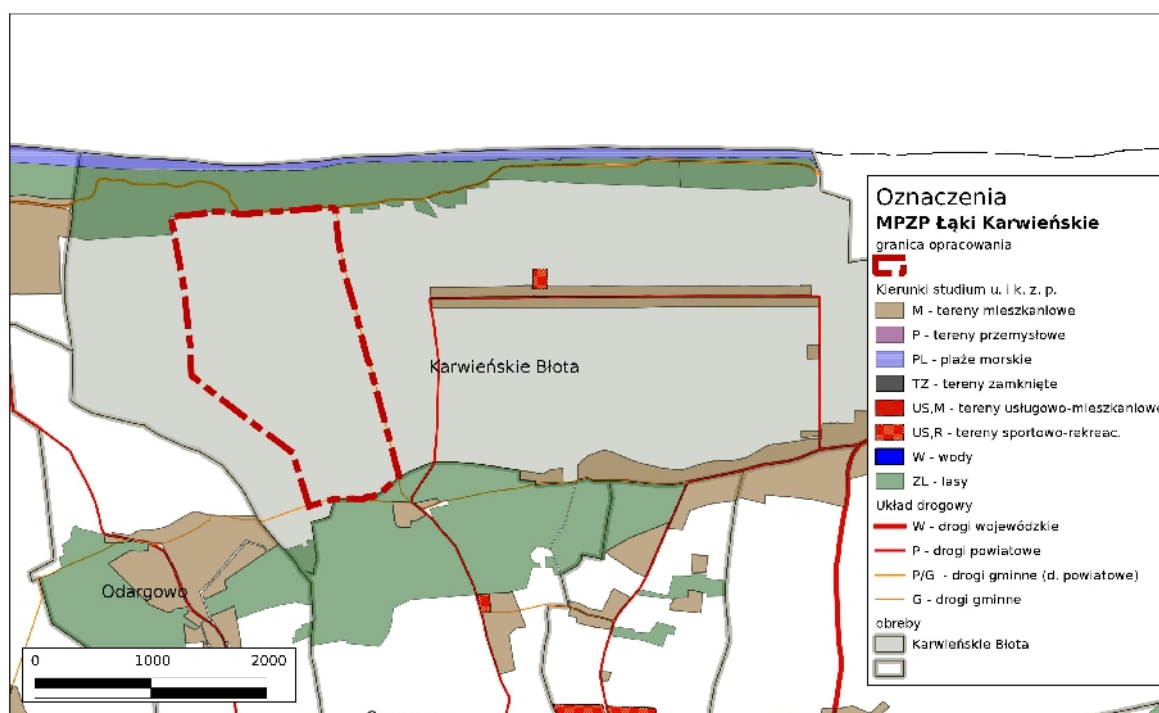 Oznaczenia
MPZP Łąki Karwieńskie
granica opracowania
Kierunki studium u. i k. z. p.
M - tereny mieszkaniowe
P - tereny przemysłowe
PL - plaże morskie
TZ - tereny zamknięte
US,M - tereny usługowo-mieszkaniowe
US,R - tereny sportowo-rekreac.
W - wody
ZL - lasy
Układ drogowy
W - drogi wojewódzkie
P - drogi powiatowe
P/G - drogi gminne (d. powiatowe)
G - drogi gminne
obreby
Karwieńskie Błota
Karwieńskie Błota
Odargowo
0 1000 2000